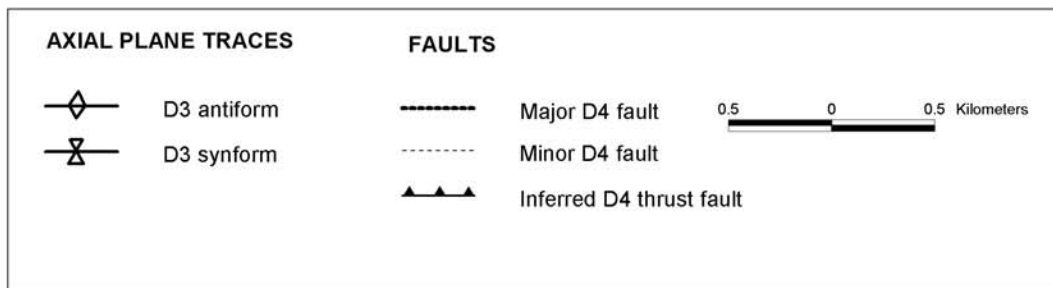 AXIAL PLANE TRACES
D3 antiform
D3 synform
FAULTS
Major D4 fault
Minor D4 fault
Inferred D4 thrust fault
0.5 0 0.5 Kilometers